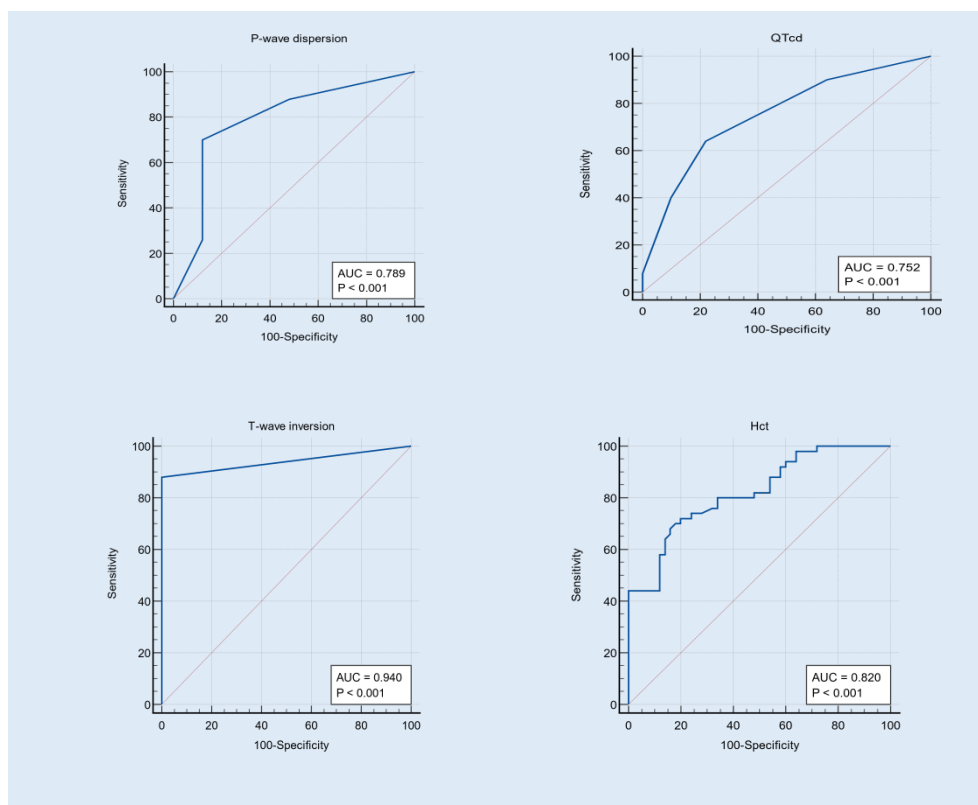 P-wave dispersion
100
80
60
40
20
0
Sensitivity
AUC = 0.789
P < 0.001
0 20 40 60 80 100
100-Specificity
QTcd
100
80
60
40
20
0
Sensitivity
AUC = 0.752
P < 0.001
0 20 40 60 80 100
100-Specificity
T-wave inversion
100
80
60
40
20
0
Sensitivity
AUC = 0.940
P < 0.001
0 20 40 60 80 100
100-Specificity
Hct
100
80
60
40
20
0
Sensitivity
AUC = 0.820
P < 0.001
0 20 40 60 80 100
100-Specificity